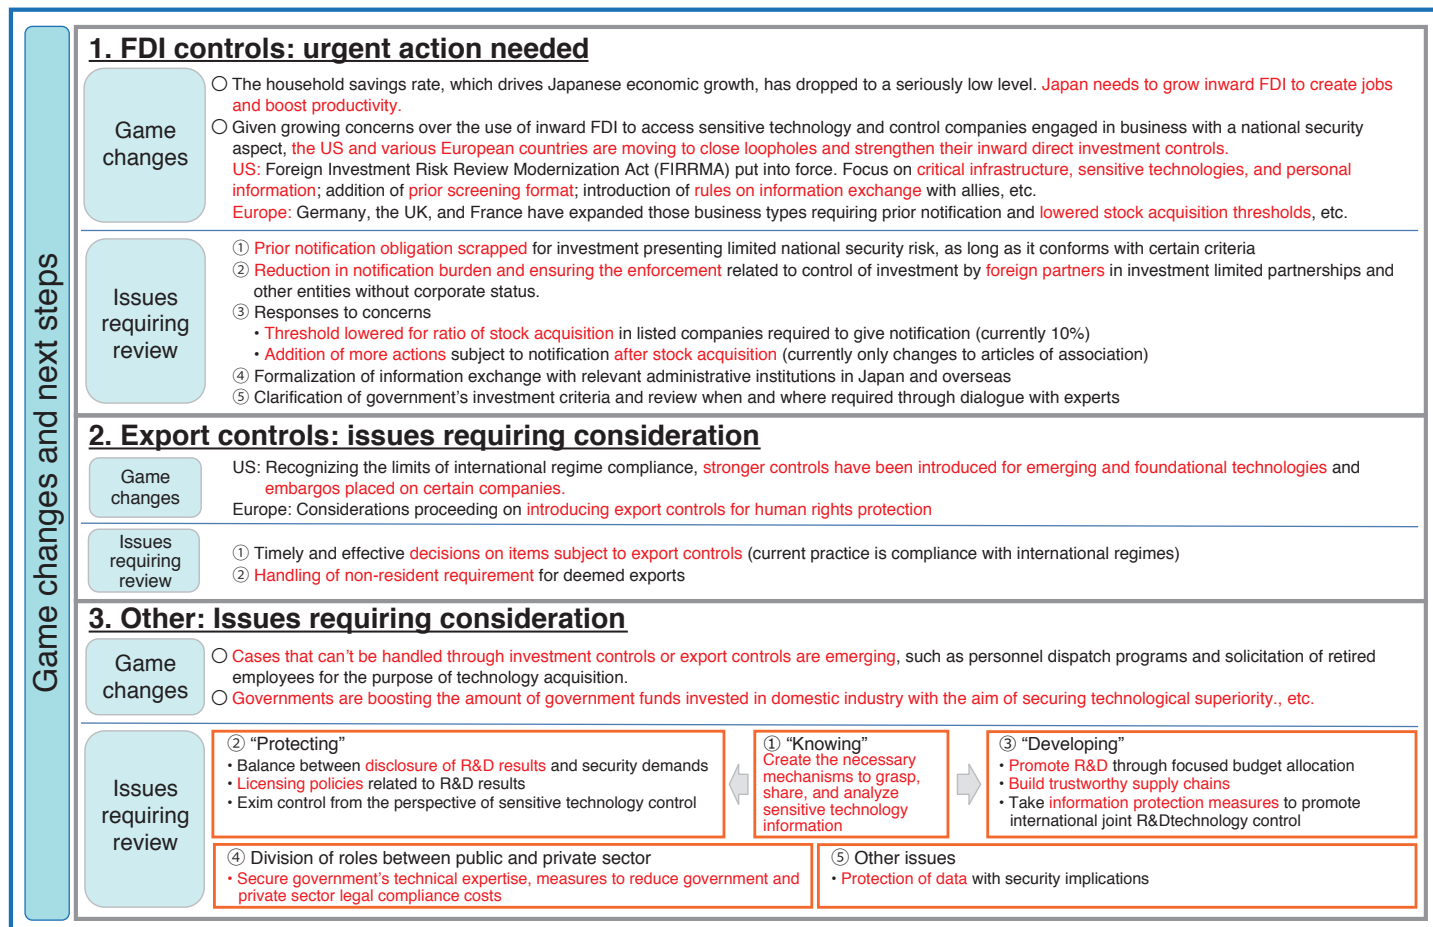 Game changes and next steps
1. FDI controls: urgent action needed
Game
changes
○ The household savings rate, which drives Japanese economic growth, has dropped to a seriously low level. Japan needs to grow inward FDI to create jobs
and boost productivity.
○ Given growing concerns over the use of inward FDI to access sensitive technology and control companies engaged in business with a national security
aspect, the US and various European countries are moving to close loopholes and strengthen their inward direct investment controls.
US: Foreign Investment Risk Review Modernization Act (FIRRMA) put into force. Focus on critical infrastructure, sensitive technologies, and personal
information; addition of prior screening format; introduction of rules on information exchange with allies, etc.
Europe: Germany, the UK, and France have expanded those business types requiring prior notification and lowered stock acquisition thresholds, etc.
Issues
requiring
review
① Prior notification obligation scrapped for investment presenting limited national security risk, as long as it conforms with certain criteria
② Reduction in notification burden and ensuring the enforcement related to control of investment by foreign partners in investment limited partnerships and
other entities without corporate status.
③ Responses to concerns
• Threshold lowered for ratio of stock acquisition in listed companies required to give notification (currently 10%)
• Addition of more actions subject to notification after stock acquisition (currently only changes to articles of association)
④ Formalization of information exchange with relevant administrative institutions in Japan and overseas
⑤ Clarification of government’s investment criteria and review when and where required through dialogue with experts
2. Export controls: issues requiring consideration
Game
changes
US: Recognizing the limits of international regime compliance, stronger controls have been introduced for emerging and foundational technologies and
embargos placed on certain companies.
Europe: Considerations proceeding on introducing export controls for human rights protection
Issues
requiring
review
① Timely and effective decisions on items subject to export controls (current practice is compliance with international regimes)
② Handling of non-resident requirement for deemed exports
3. Other: Issues requiring consideration
Game
changes
○ Cases that can’t be handled through investment controls or export controls are emerging, such as personnel dispatch programs and solicitation of retired
employees for the purpose of technology acquisition.
○ Governments are boosting the amount of government funds invested in domestic industry with the aim of securing technological superiority., etc.
Issues
requiring
review
② “Protecting”
• Balance between disclosure of R&D results and security demands
• Licensing policies related to R&D results
• Exim control from the perspective of sensitive technology control
① “Knowing”
Create the necessary
mechanisms to grasp,
share, and analyze
sensitive technology
information
③ “Developing”
• Promote R&D through focused budget allocation
• Build trustworthy supply chains
• Take information protection measures to promote
international joint R&Dtechnology control
④ Division of roles between public and private sector
• Secure government’s technical expertise, measures to reduce government and
private sector legal compliance costs
⑤ Other issues
• Protection of data with security implications